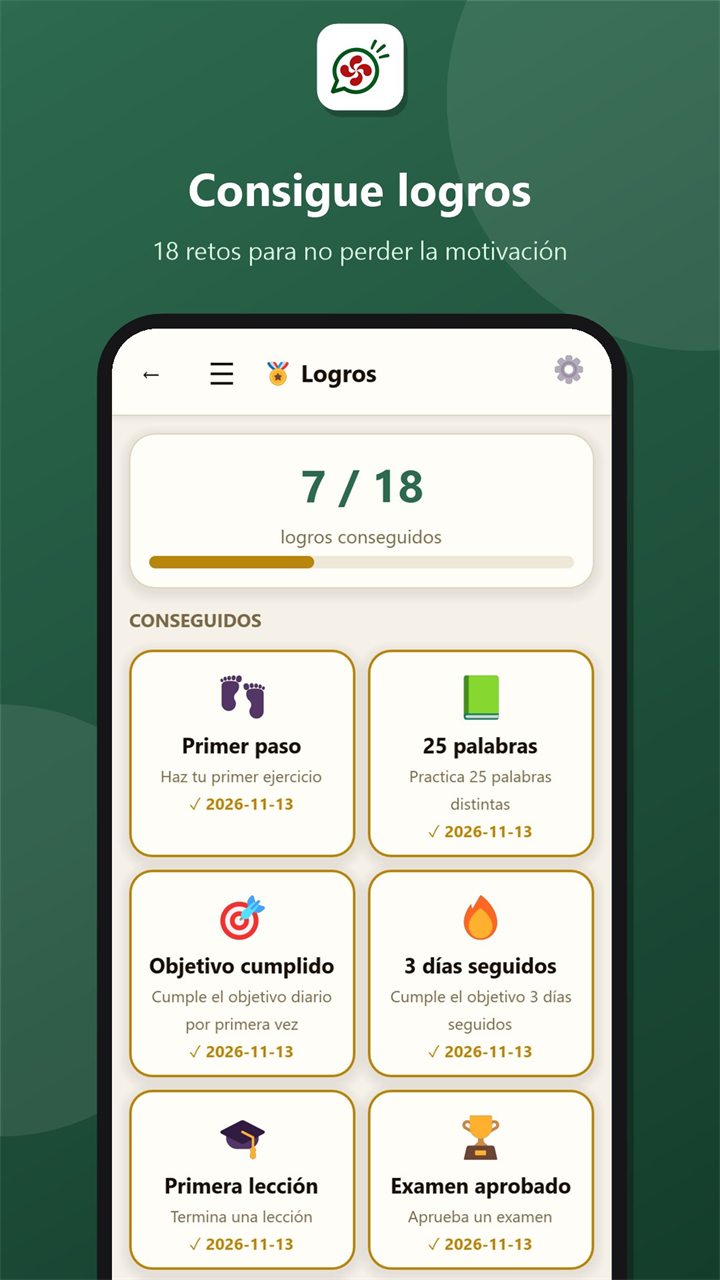 Consigue logros
18 retos para no perder la motivación
← ☰ 🏅 Logros
7 / 18
logros conseguidos
CONSEGUIDOS
Primer paso
Haz tu primer ejercicio
✓ 2026-11-13
25 palabras
Practica 25 palabras
distintas
✓ 2026-11-13
Objetivo cumplido
Cumple el objetivo diario
por primera vez
✓ 2026-11-13
3 días seguidos
Cumple el objetivo 3 días
seguidos
✓ 2026-11-13
Primera lección
Termina una lección
✓ 2026-11-13
Examen aprobado
Aprueba un examen
✓ 2026-11-13